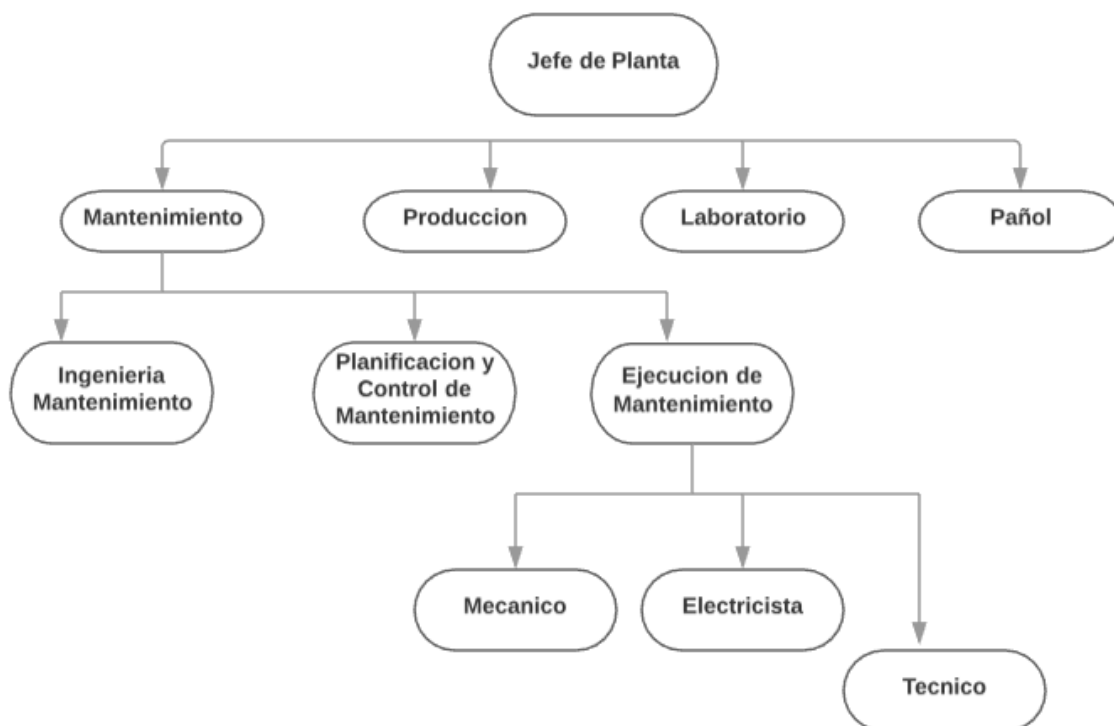 Jefe de Planta
Mantenimiento
Produccion
Laboratorio
Pañol
Ingenieria
Mantenimiento
Planificacion y
Control de
Mantenimiento
Ejecucion de
Mantenimiento
Mecanico
Electricista
Tecnico